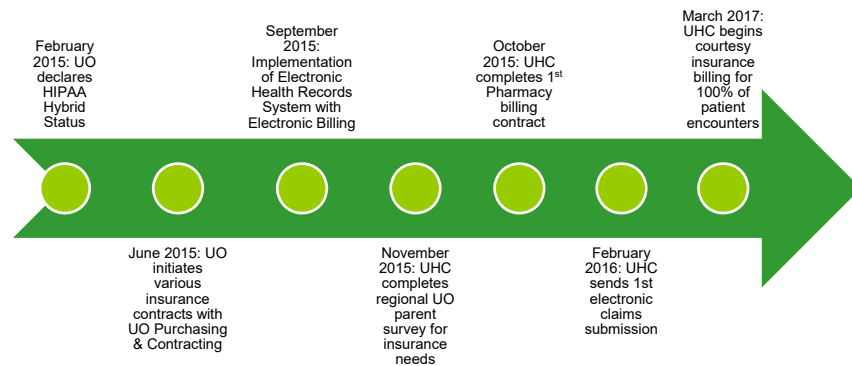 February
2015: UO
declares
HIPAA
Hybrid
Status
June 2015: UO
initiates
various
insurance
contracts with
UO Purchasing
& Contracting
September
2015:
Implementation
of Electronic
Health Records
System with
Electronic Billing
November
2015: UHC
completes
regional UO
parent
survey for
insurance
needs
October
2015: UHC
completes 1st
Pharmacy
billing
contract
February
2016: UHC
sends 1st
electronic
claims
submission
March 2017:
UHC begins
courtesy
insurance
billing for
100% of
patient
encounters